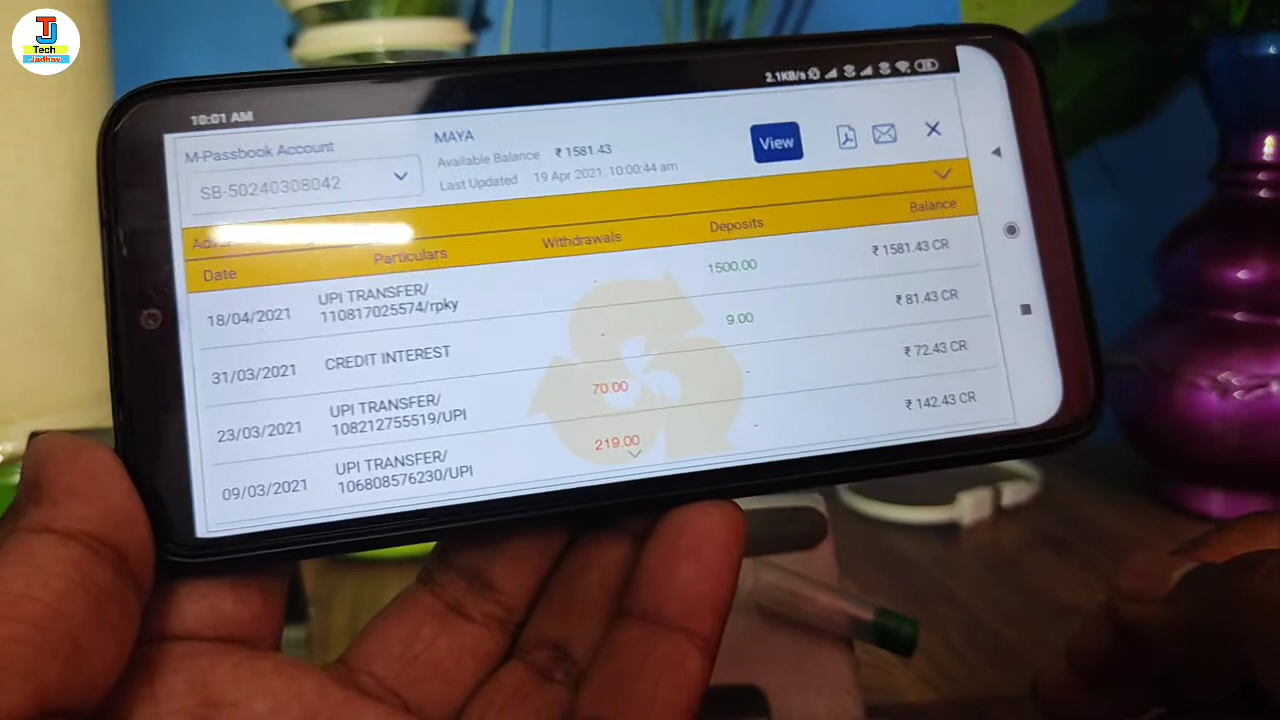 TJ
Tech
Jadhav
10:01 AM
2.1KB/s
M-Passbook Account
MAYA
SB-50240308042
Available Balance ₹ 1581.43
Last Updated 19 Apr 2021, 10:00:44 am
View
Date Particulars Withdrawals Deposits Balance
18/04/2021 UPI TRANSFER/ - 1500.00 ₹ 1581.43 CR
110817025574/rpky
31/03/2021 CREDIT INTEREST - 9.00 ₹ 81.43 CR
23/03/2021 UPI TRANSFER/ 70.00 - ₹ 72.43 CR
108212755519/UPI
09/03/2021 UPI TRANSFER/ 219.00 - ₹ 142.43 CR
106808576230/UPI